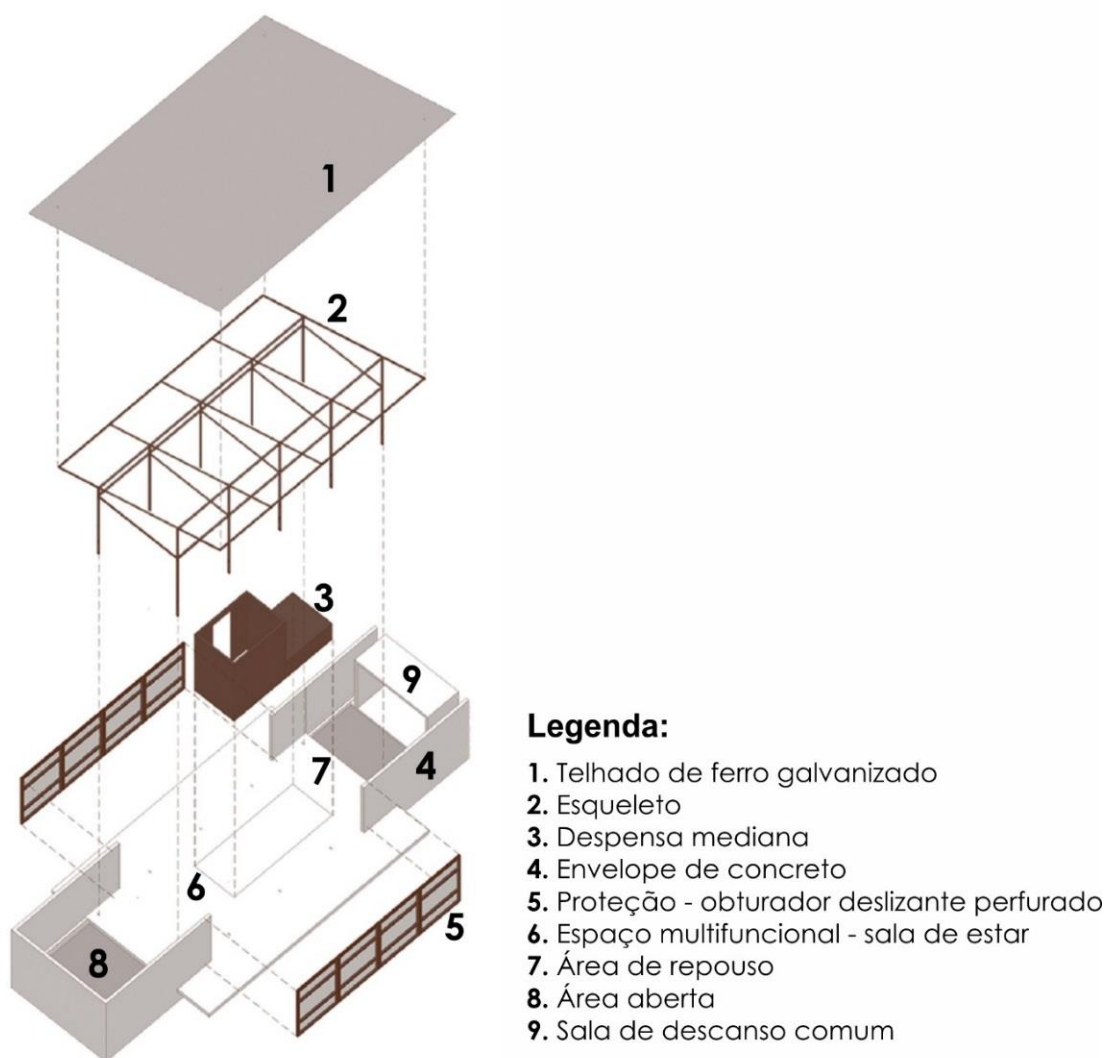 1
2
3
9
4
7
6
5
8
Legenda:
1. Telhado de ferro galvanizado
2. Esqueleto
3. Despensa mediana
4. Envelope de concreto
5. Proteção - obturador deslizante perfurado
6. Espaço multifuncional - sala de estar
7. Área de repouso
8. Área aberta
9. Sala de descanso comum